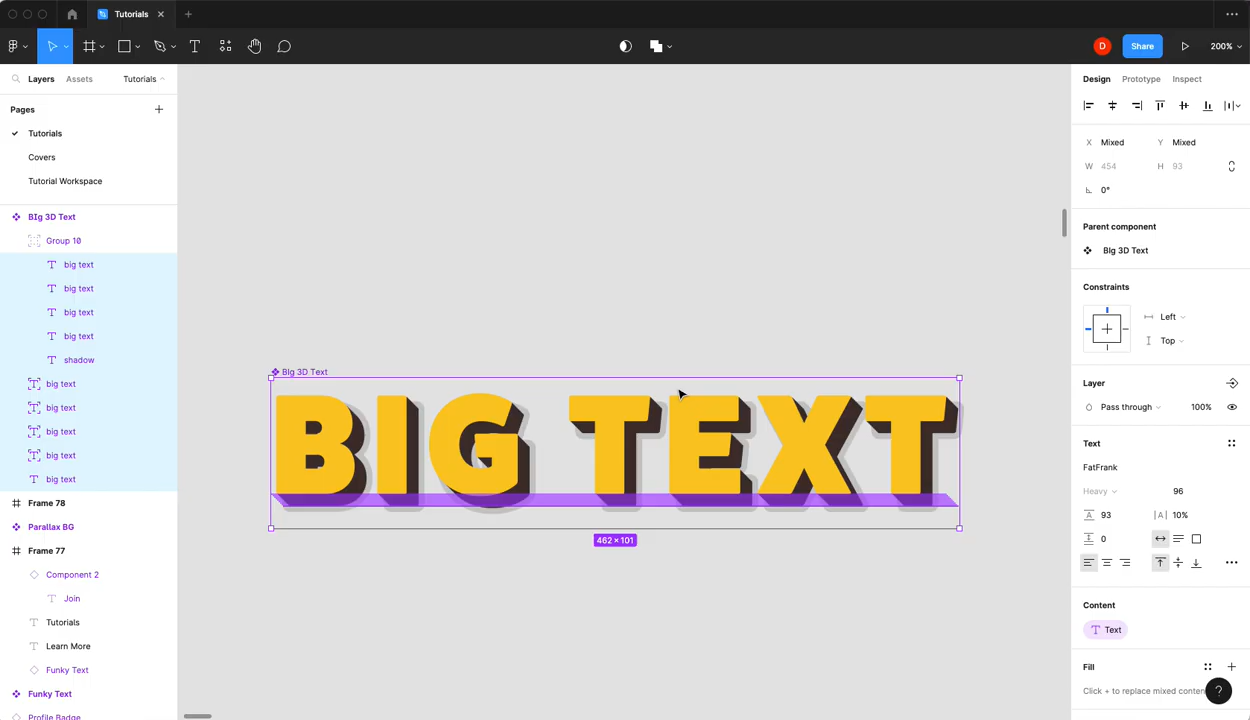 Tutorials
D
Share
200%
Layers
Assets
Tutorials
Pages
Tutorials
Covers
Tutorial Workspace
BIg 3D Text
Group 10
big text
big text
big text
big text
shadow
big text
big text
big text
big text
big text
Frame 78
Parallax BG
Frame 77
Component 2
Join
Tutorials
Learn More
Funky Text
Funky Text
Profile Badge
BIg 3D Text
BIG TEXT
462 × 101
Design
Prototype
Inspect
X Mixed Y Mixed
W 454 H 93
0°
Parent component
BIg 3D Text
Constraints
Left
Top
Layer
Pass through 100%
Text
FatFrank
Heavy 96
93 10%
0
Content
Text
Fill
Click + to replace mixed conten
?